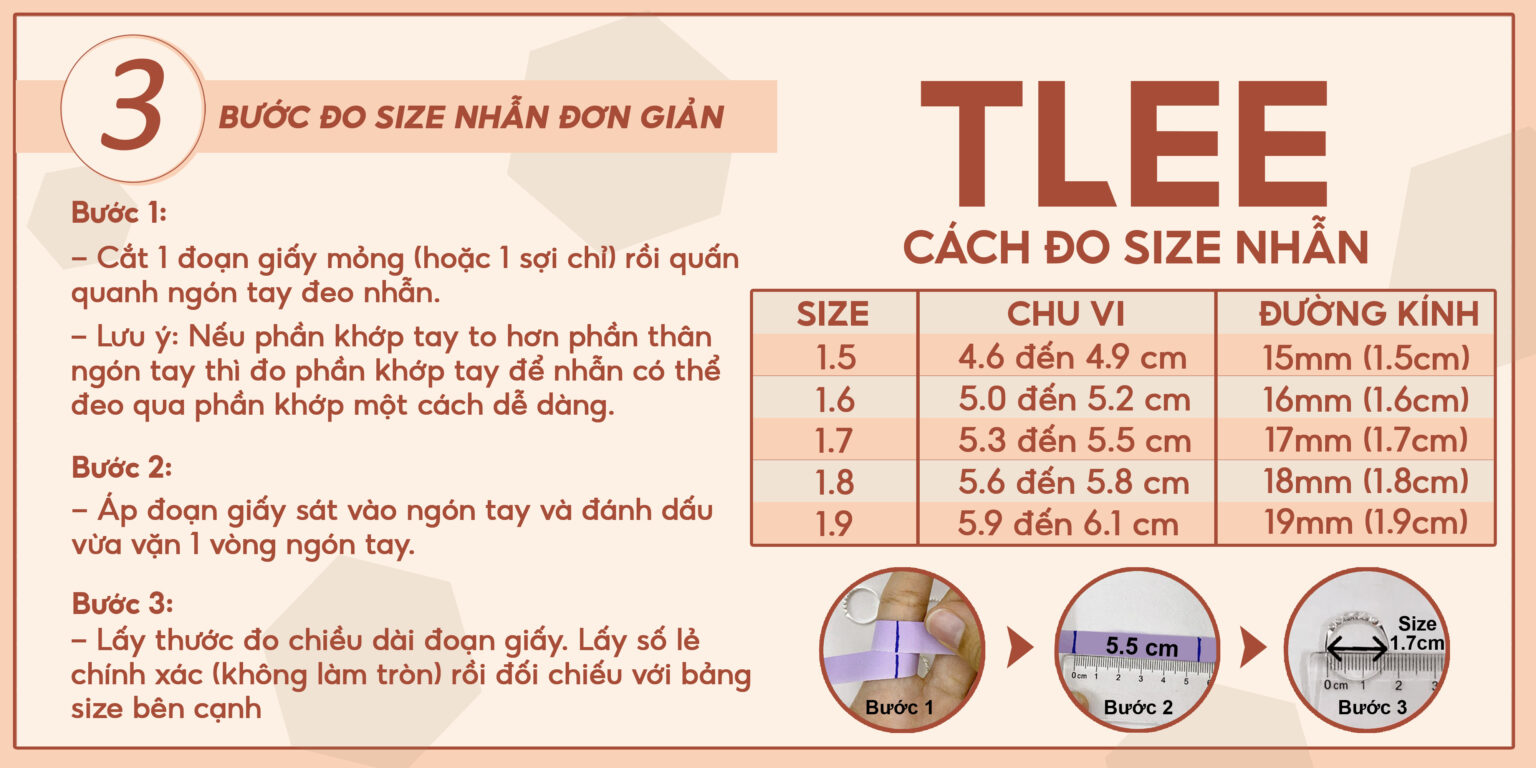 3
BƯỚC ĐO SIZE NHẪN ĐƠN GIẢN
Bước 1:
– Cắt 1 đoạn giấy mỏng (hoặc 1 sợi chỉ) rồi quấn
quanh ngón tay đeo nhẫn.
– Lưu ý: Nếu phần khớp tay to hơn phần thân
ngón tay thì đo phần khớp tay để nhẫn có thể
đeo qua phần khớp một cách dễ dàng.
Bước 2:
– Áp đoạn giấy sát vào ngón tay và đánh dấu
vừa vặn 1 vòng ngón tay.
Bước 3:
– Lấy thước đo chiều dài đoạn giấy. Lấy số lẻ
chính xác (không làm tròn) rồi đối chiếu với bảng
size bên cạnh
TLEE
CÁCH ĐO SIZE NHẪN
SIZE CHU VI ĐƯỜNG KÍNH
1.5 4.6 đến 4.9 cm 15mm (1.5cm)
1.6 5.0 đến 5.2 cm 16mm (1.6cm)
1.7 5.3 đến 5.5 cm 17mm (1.7cm)
1.8 5.6 đến 5.8 cm 18mm (1.8cm)
1.9 5.9 đến 6.1 cm 19mm (1.9cm)
Bước 1
5.5 cm
0cm 1 2 3 4 5 6
Bước 2
Size
1.7cm
0cm 1 2 3
Bước 3